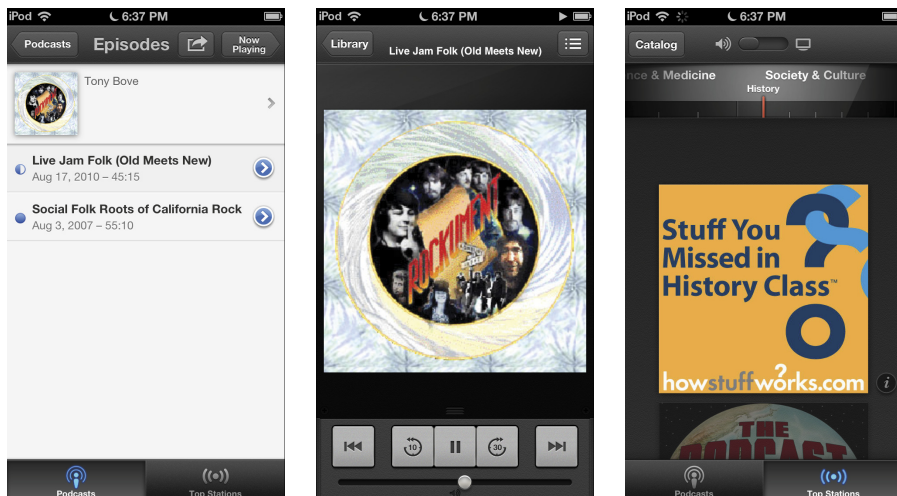 iPod 6:37 PM
Podcasts Episodes Now Playing
Tony Bove
Live Jam Folk (Old Meets New)
Aug 17, 2010 – 45:15
Social Folk Roots of California Rock
Aug 3, 2007 – 55:10
Podcasts Top Stations
iPod 6:37 PM
Library Live Jam Folk (Old Meets New)
ROCKUMENT
10 30
iPod 6:37 PM
Catalog
nce & Medicine Society & Culture
History
Stuff You
Missed in
History Class™
howstuffworks.com
i
THE
PODCAST
Podcasts Top Stations